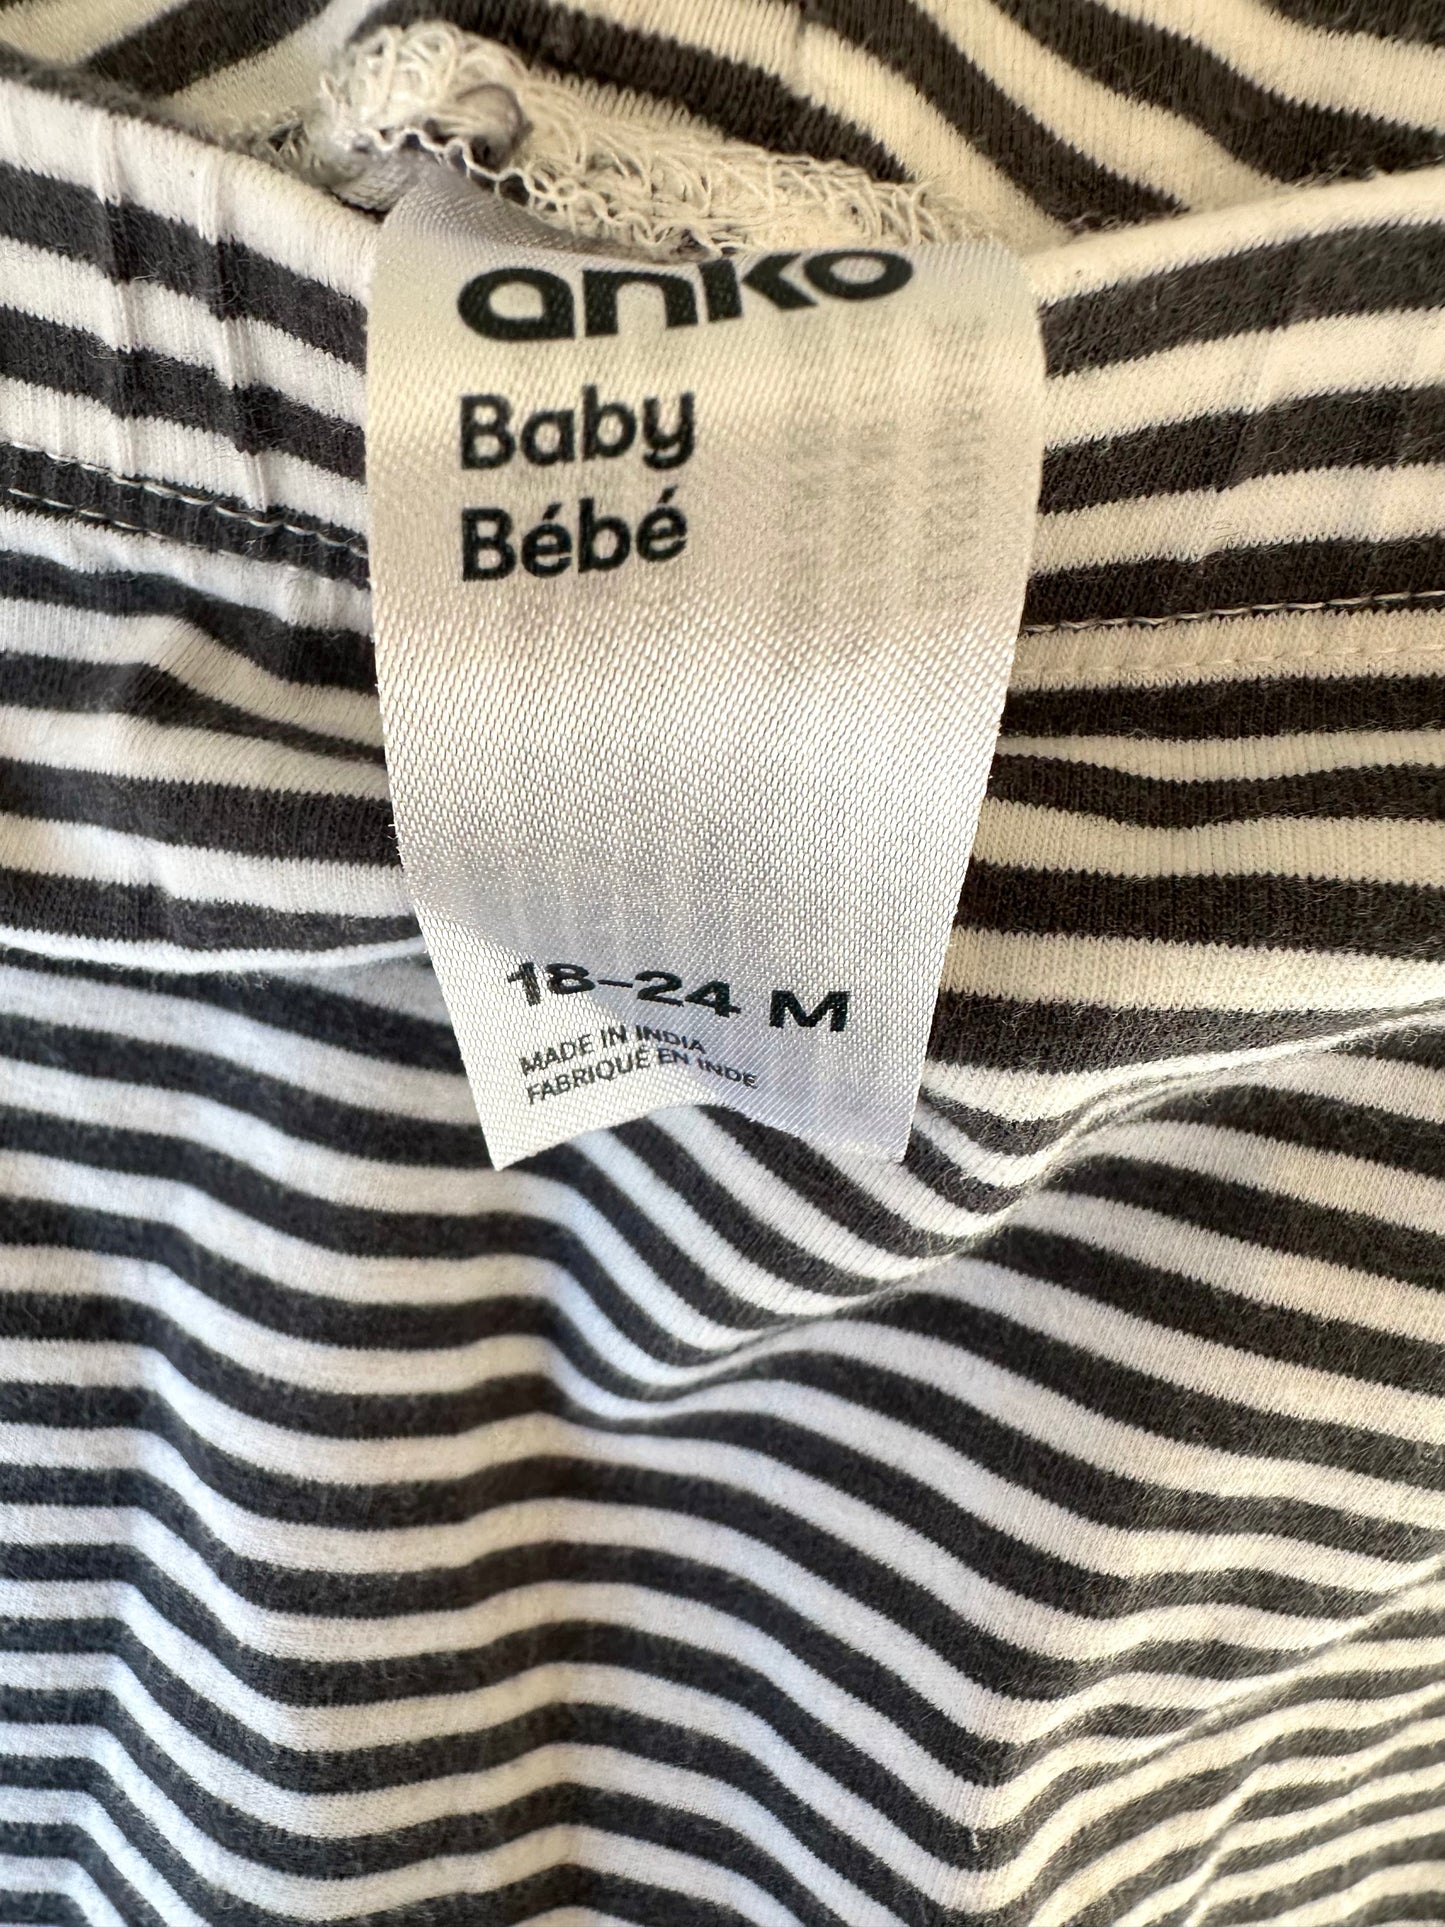 anko
Baby
Bébé
18-24 M
MADE IN INDIA
FABRIQUÉ EN INDE